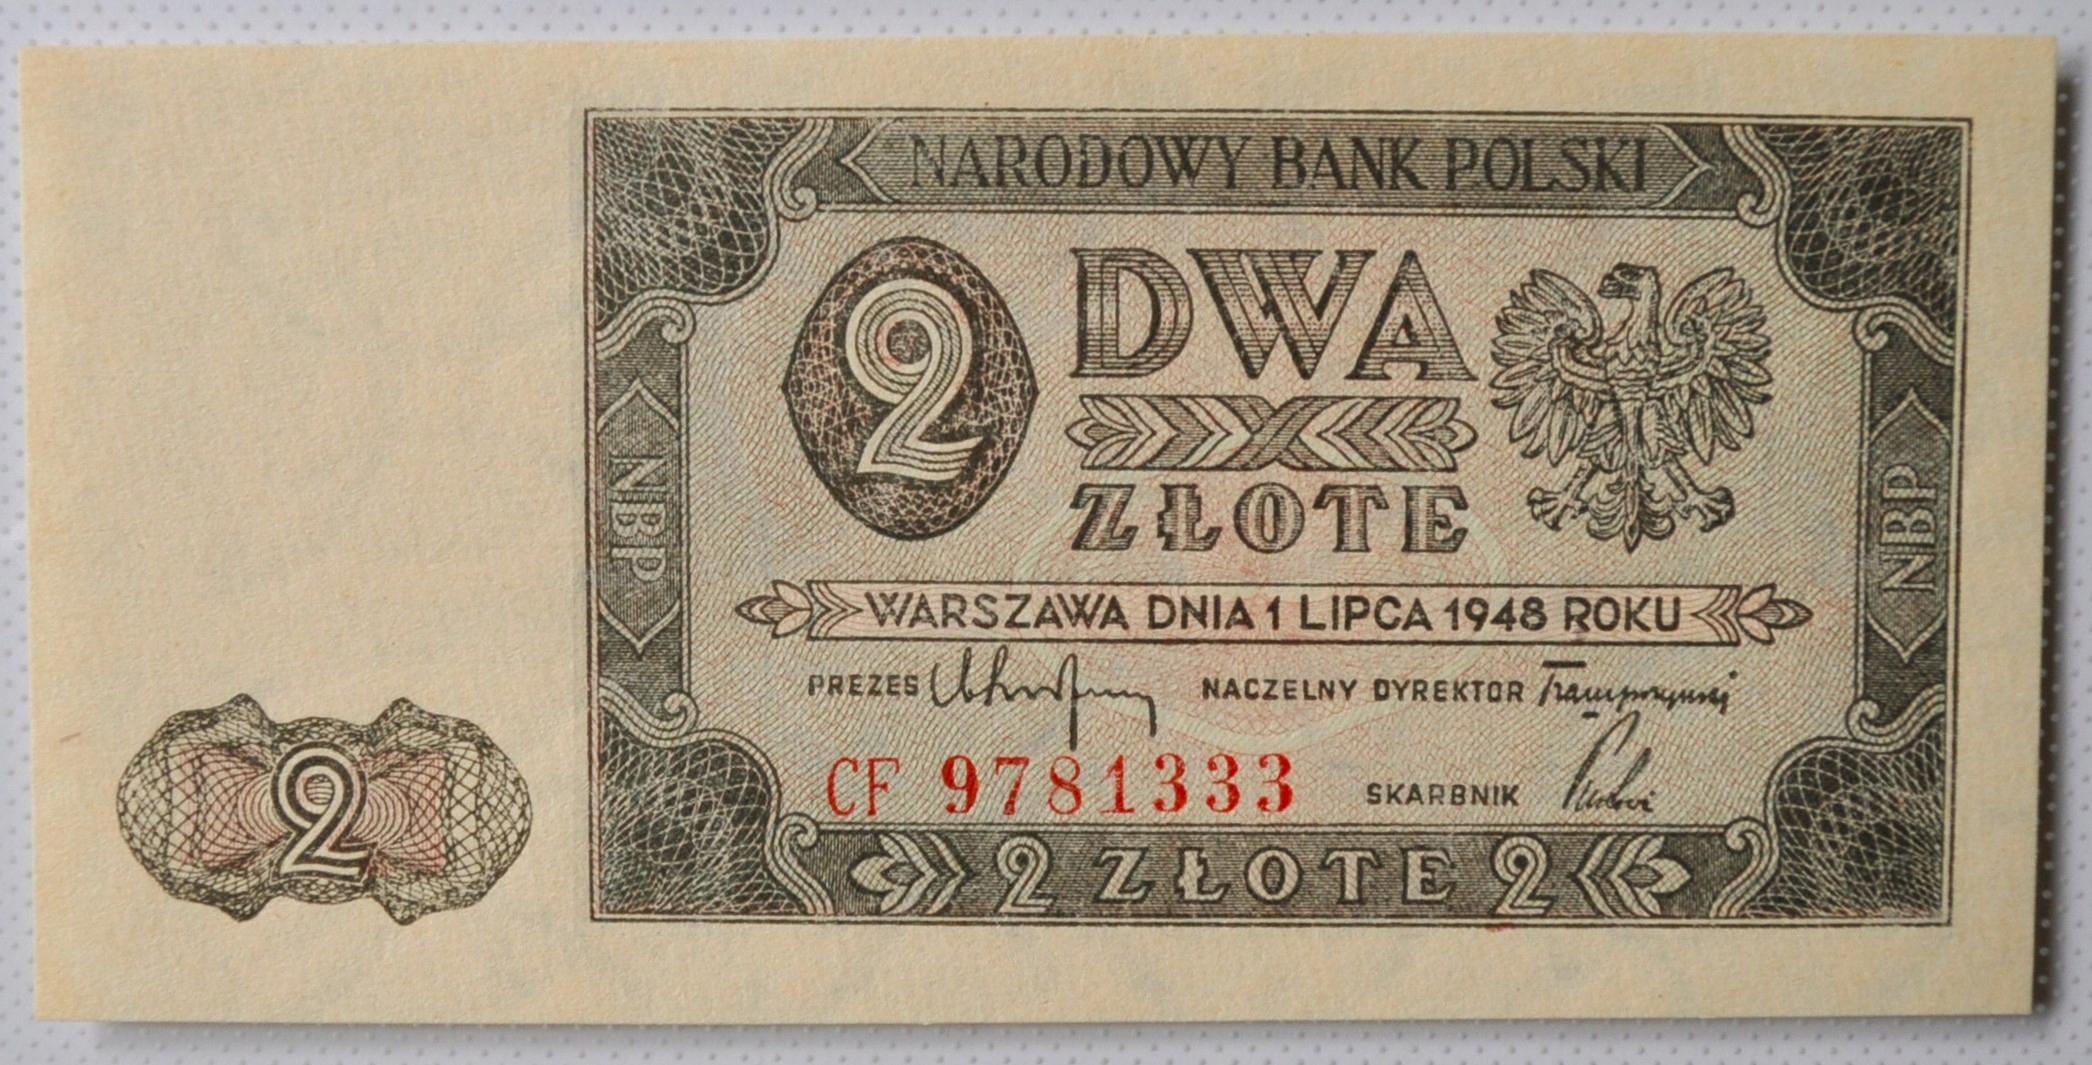 NARODOWY BANK POLSKI
2
DWA
ZŁOTE
NBP
NBP
WARSZAWA DNIA 1 LIPCA 1948 ROKU
PREZES NACZELNY DYREKTOR
CF 9781333 SKARBNIK
2
2 ZŁOTE 2